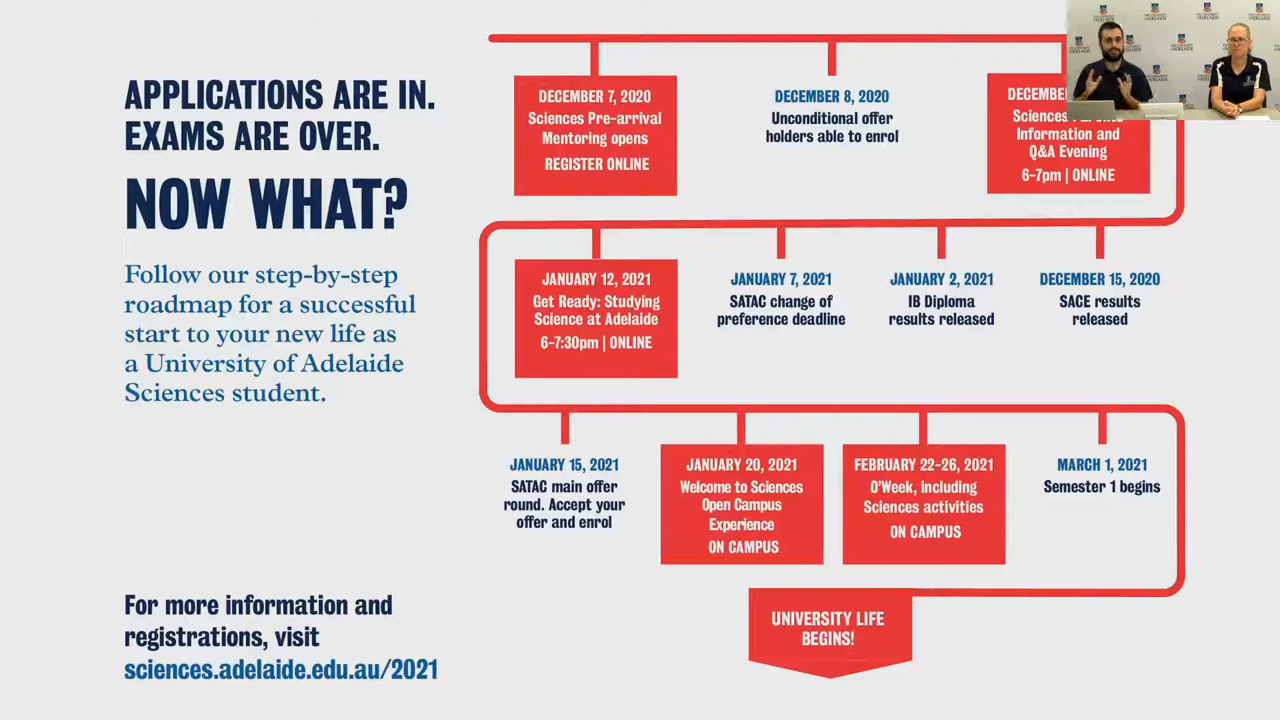 APPLICATIONS ARE IN.
EXAMS ARE OVER.
NOW WHAT?
Follow our step-by-step
roadmap for a successful
start to your new life as
a University of Adelaide
Sciences student.
For more information and
registrations, visit
sciences.adelaide.edu.au/2021
DECEMBER 7, 2020
Sciences Pre-arrival
Mentoring opens
REGISTER ONLINE
DECEMBER 8, 2020
Unconditional offer
holders able to enrol
DECEMBER
Sciences
Information and
Q&A Evening
6-7pm | ONLINE
JANUARY 12, 2021
Get Ready: Studying
Science at Adelaide
6-7:30pm | ONLINE
JANUARY 7, 2021
SATAC change of
preference deadline
JANUARY 2, 2021
IB Diploma
results released
DECEMBER 15, 2020
SACE results
released
JANUARY 15, 2021
SATAC main offer
round. Accept your
offer and enrol
JANUARY 20, 2021
Welcome to Sciences
Open Campus
Experience
ON CAMPUS
FEBRUARY 22-26, 2021
O'Week, including
Sciences activities
ON CAMPUS
MARCH 1, 2021
Semester 1 begins
UNIVERSITY LIFE
BEGINS!